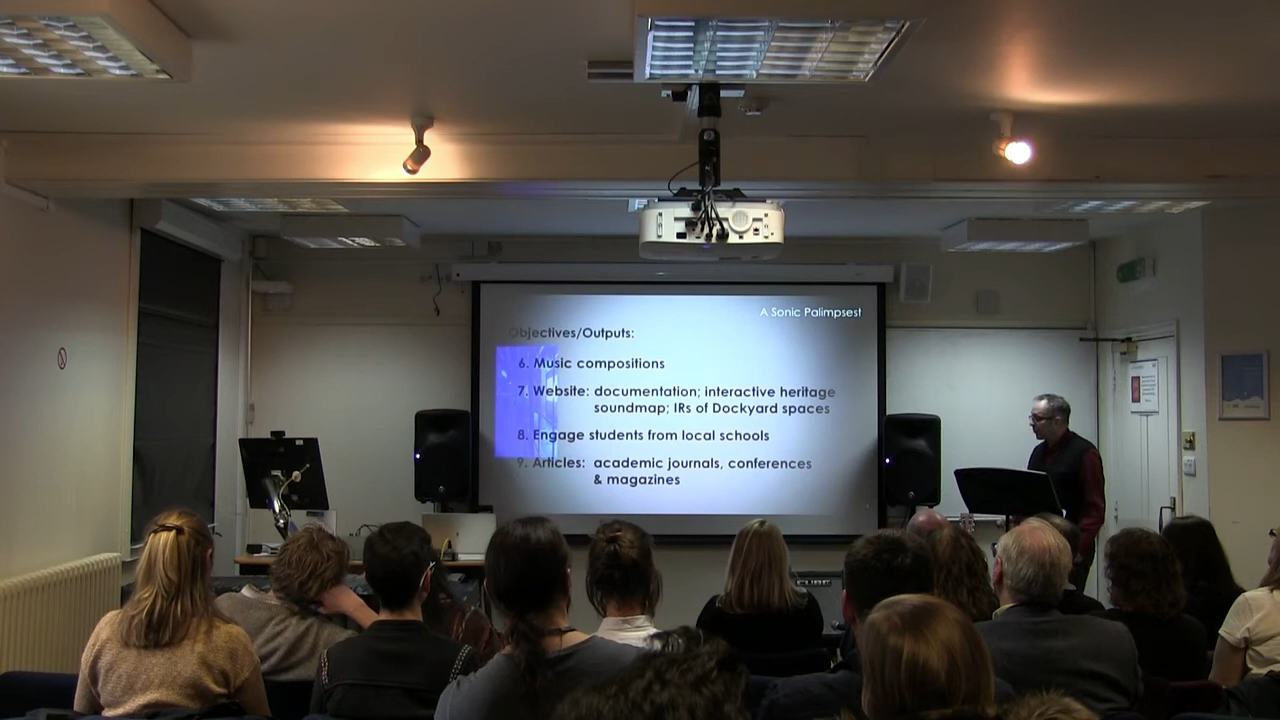 A Sonic Palimpsest
Objectives/Outputs:
6. Music compositions
7. Website: documentation; interactive heritage
soundmap; IRs of Dockyard spaces
8. Engage students from local schools
9. Articles: academic journals, conferences
& magazines
CUBE